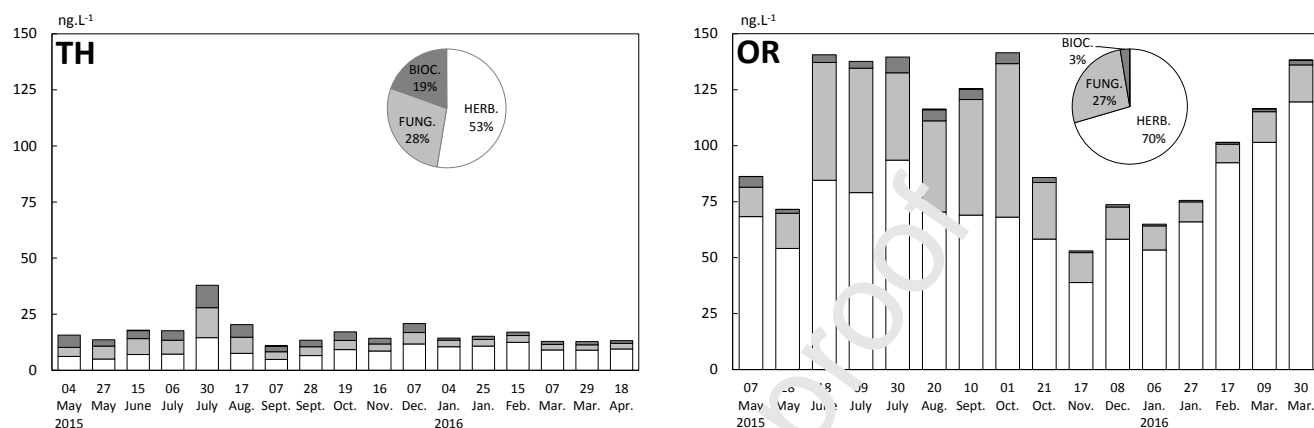 ng.L-1
150
125
100
75
50
25
0
TH
BIOC.
19%
FUNG.
28%
HERB.
53%
04 27 15 06 30 17 07 28 19 16 07 04 25 15 07 29 18
May May June July July Aug. Sept. Sept. Oct. Nov. Dec. Jan. Jan. Feb. Mar. Mar. Apr.
2015 2016
ng.L-1
150
125
100
75
50
25
0
OR
BIOC.
3%
FUNG.
27%
HERB.
70%
07 28 18 09 30 20 10 01 21 17 08 06 27 17 09 30
May May June July July Aug. Sept. Oct. Oct. Nov. Dec. Jan. Jan. Feb. Mar. Mar.
2015 2016
proof